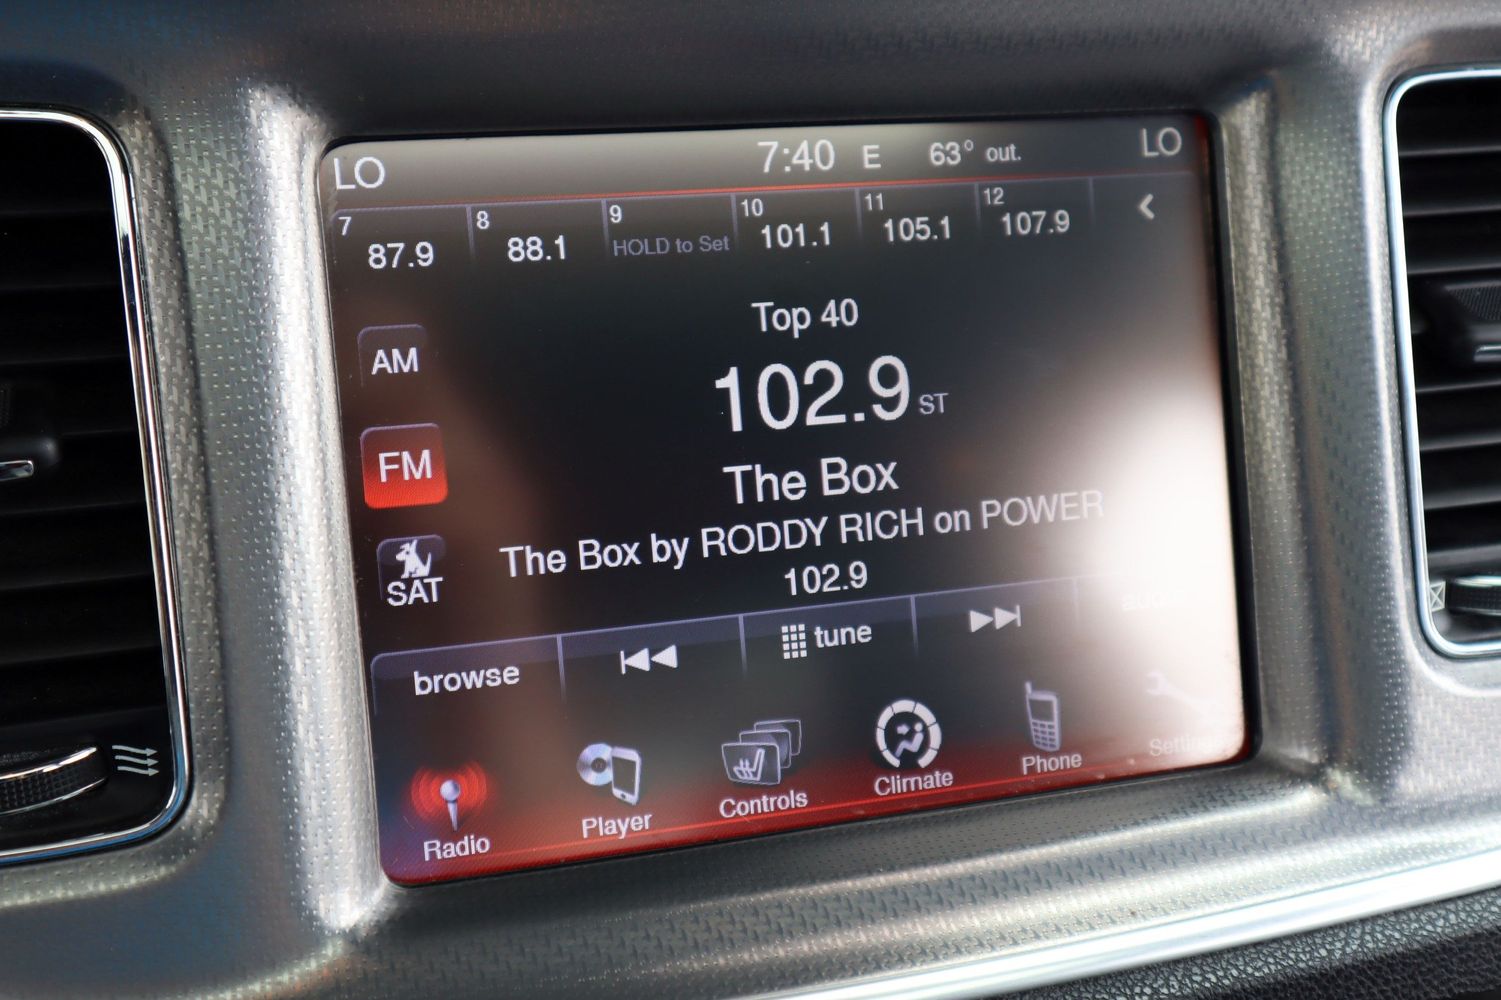 LO 7:40 E 63° out. LO
7 8 9 10 11 12
87.9 88.1 HOLD to Set 101.1 105.1 107.9
Top 40
AM
102.9 ST
FM
The Box
The Box by RODDY RICH on POWER
102.9
SAT
browse tune
Radio Player Controls Climate Phone Settings